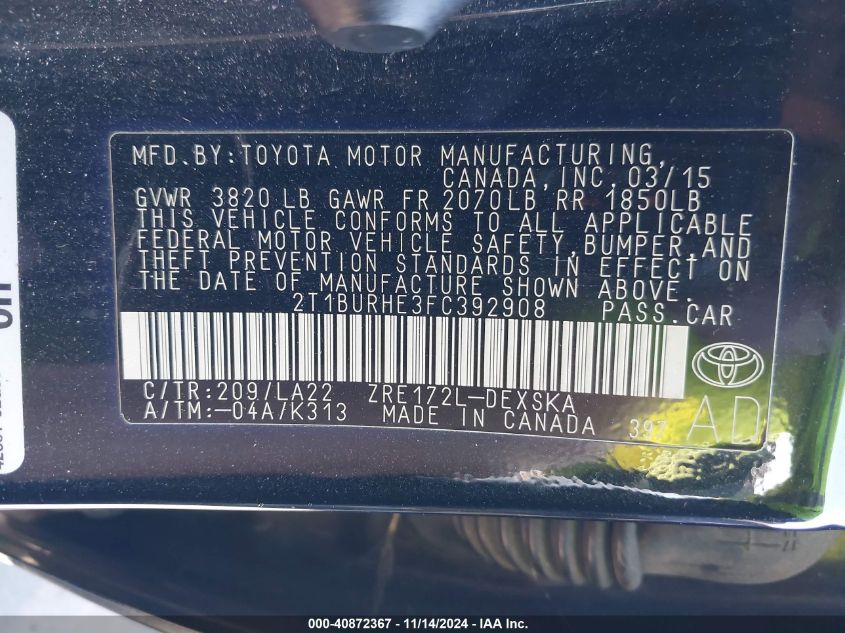 MFD.BY:TOYOTA MOTOR MANUFACTURING,
CANADA,INC.03/15
GVWR 3820 LB GAWR FR 2070LB RR 1850LB
THIS VEHICLE CONFORMS TO ALL APPLICABLE
FEDERAL MOTOR VEHICLE SAFETY,BUMPER,AND
THEFT PREVENTION STANDARDS IN EFFECT ON
THE DATE OF MANUFACTURE SHOWN ABOVE.
2T1BURHE3FC392908 PASS.CAR
C/TR:209/LA22 ZRE172L-DEXSKA
A/TM:-04A/K313 MADE IN CANADA 397 AD
000-40872367 - 11/14/2024 - IAA Inc.